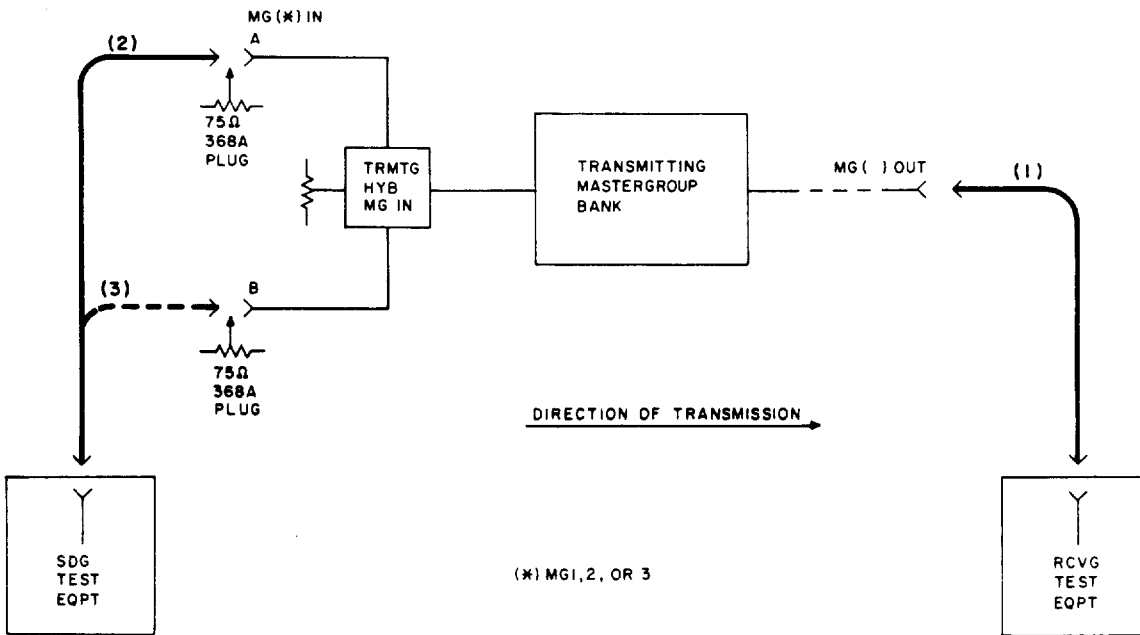 MG(*) IN
(2)
A
75Ω
368A
PLUG
TRMTG
HYB
MG IN
TRANSMITTING
MASTERGROUP
BANK
MG( ) OUT
(1)
(3)
B
75Ω
368A
PLUG
DIRECTION OF TRANSMISSION
SDG
TEST
EQPT
(*) MG1, 2, OR 3
RCVG
TEST
EQPT